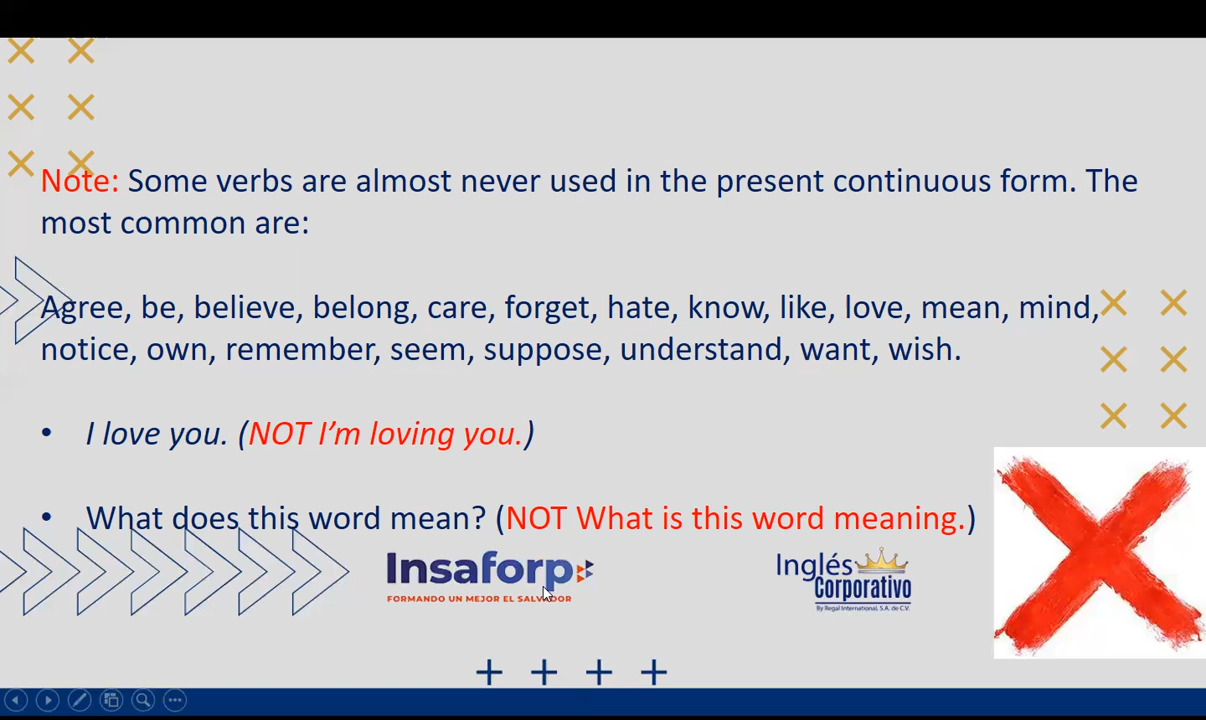 Note: Some verbs are almost never used in the present continuous form. The
most common are:
Agree, be, believe, belong, care, forget, hate, know, like, love, mean, mind,
notice, own, remember, seem, suppose, understand, want, wish.
• I love you. (NOT I’m loving you.)
• What does this word mean? (NOT What is this word meaning.)
Insaforp
FORMANDO UN MEJOR EL SALVADOR
Inglés
Corporativo
By Regal International, S.A. de C.V.